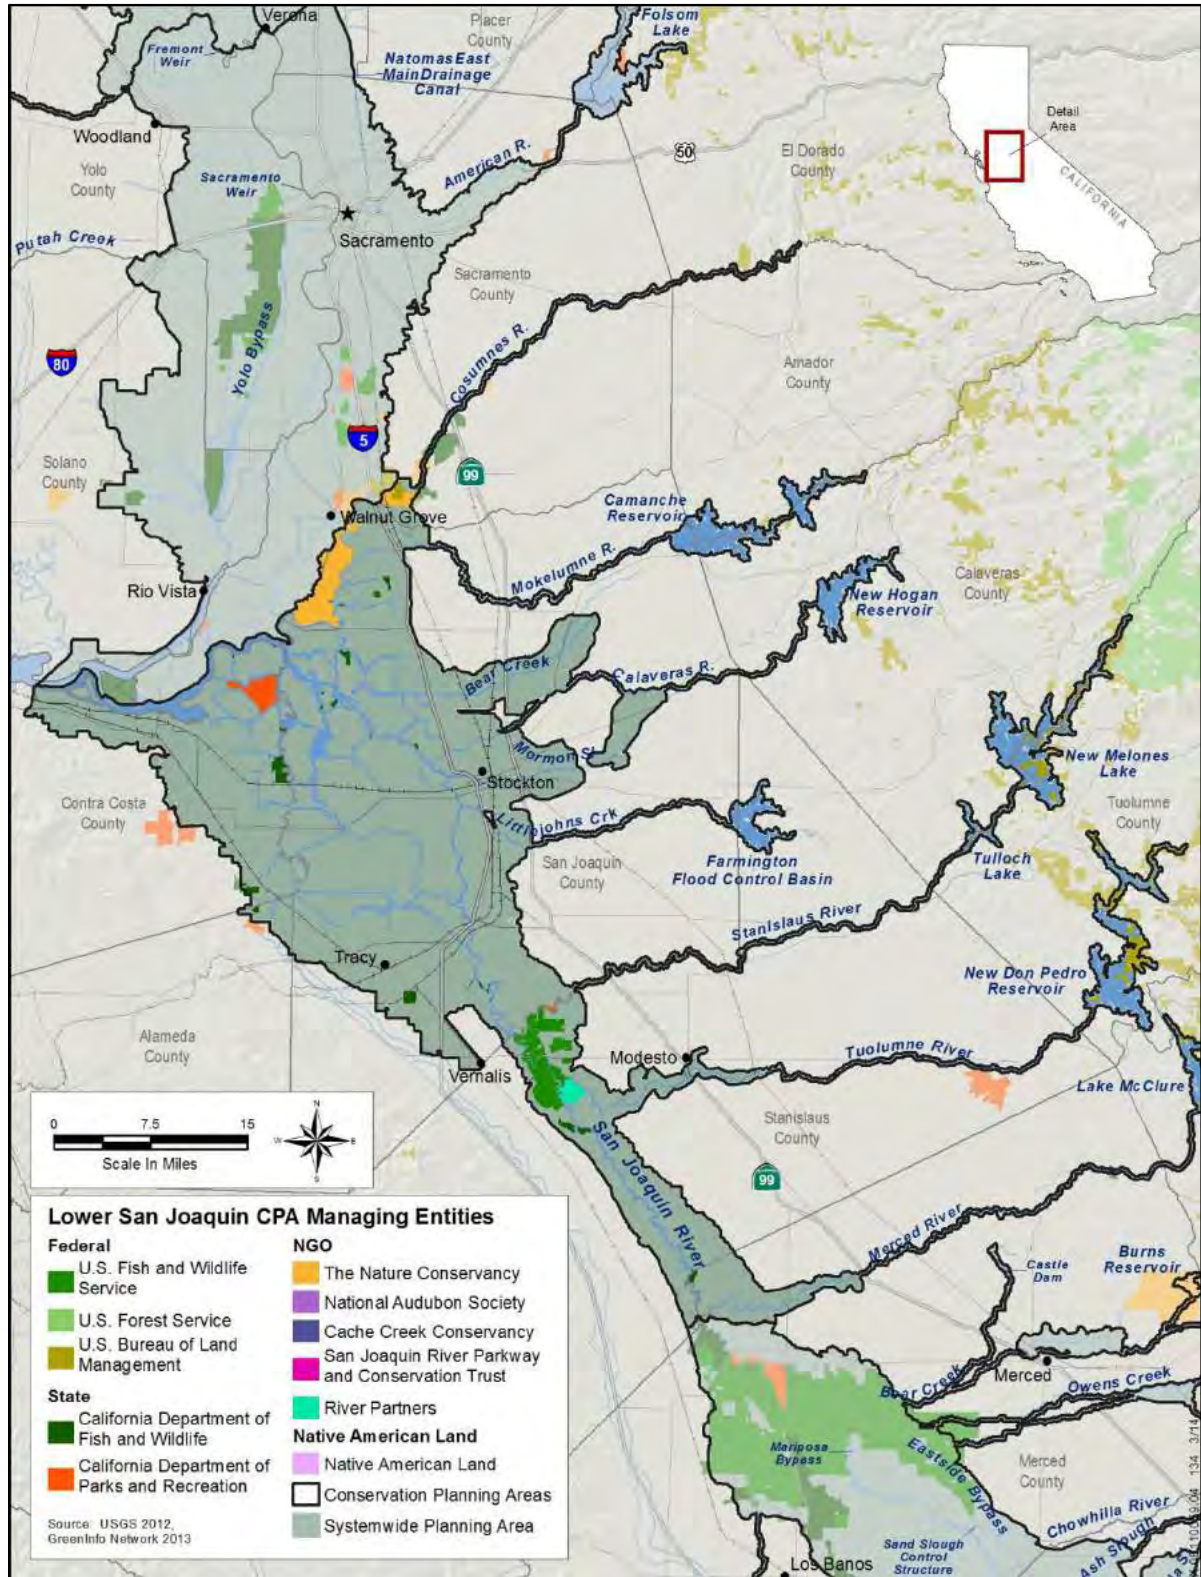 Verona
Placer
County
Folsom
Lake
Fremont
Weir
Natomas East
Main Drainage
Canal
Detail
Area
CALIFORNIA
Woodland
Yolo
County
American R.
50
El Dorado
County
Sacramento
Weir
Putah Creek
Sacramento
Sacramento
County
Yolo Bypass
80
Cosumnes R.
Amador
County
5
Solano
County
99
Camanche
Reservoir
Walnut Grove
Mokelumne R.
Calaveras
County
Rio Vista
New Hogan
Reservoir
Bear Creek
Calaveras R.
Mormon Sl.
New Melones
Lake
Stockton
Contra Costa
County
Littlejohns Crk
Tuolumne
County
San Joaquin
County
Farmington
Flood Control Basin
Tulloch
Lake
Stanislaus River
Tracy
New Don Pedro
Reservoir
Alameda
County
Modesto
Tuolumne River
Vernalis
Lake McClure
San Joaquin River
Stanislaus
County
99
0 7.5 15
Scale In Miles
N
W E
S
Merced River
Castle
Dam
Burns
Reservoir
Bear Creek
Merced
Owens Creek
Mariposa
Bypass
Eastside Bypass
Merced
County
Chowhilla River
Ash Slough
Sand Slough
Control
Structure
Los Banos
Lower San Joaquin CPA Managing Entities
Federal
U.S. Fish and Wildlife
Service
U.S. Forest Service
U.S. Bureau of Land
Management
State
California Department of
Fish and Wildlife
California Department of
Parks and Recreation
Source: USGS 2012,
GreenInfo Network 2013
NGO
The Nature Conservancy
National Audubon Society
Cache Creek Conservancy
San Joaquin River Parkway
and Conservation Trust
River Partners
Native American Land
Native American Land
Conservation Planning Areas
Systemwide Planning Area